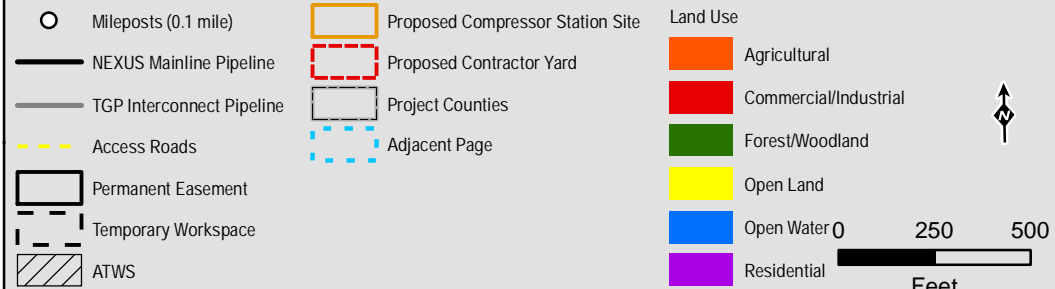 Mileposts (0.1 mile)
NEXUS Mainline Pipeline
TGP Interconnect Pipeline
Access Roads
Permanent Easement
Temporary Workspace
ATWS
Proposed Compressor Station Site
Proposed Contractor Yard
Project Counties
Adjacent Page
Land Use
Agricultural
Commercial/Industrial
Forest/Woodland
Open Land
Open Water
Residential
N
0 250 500
Feet